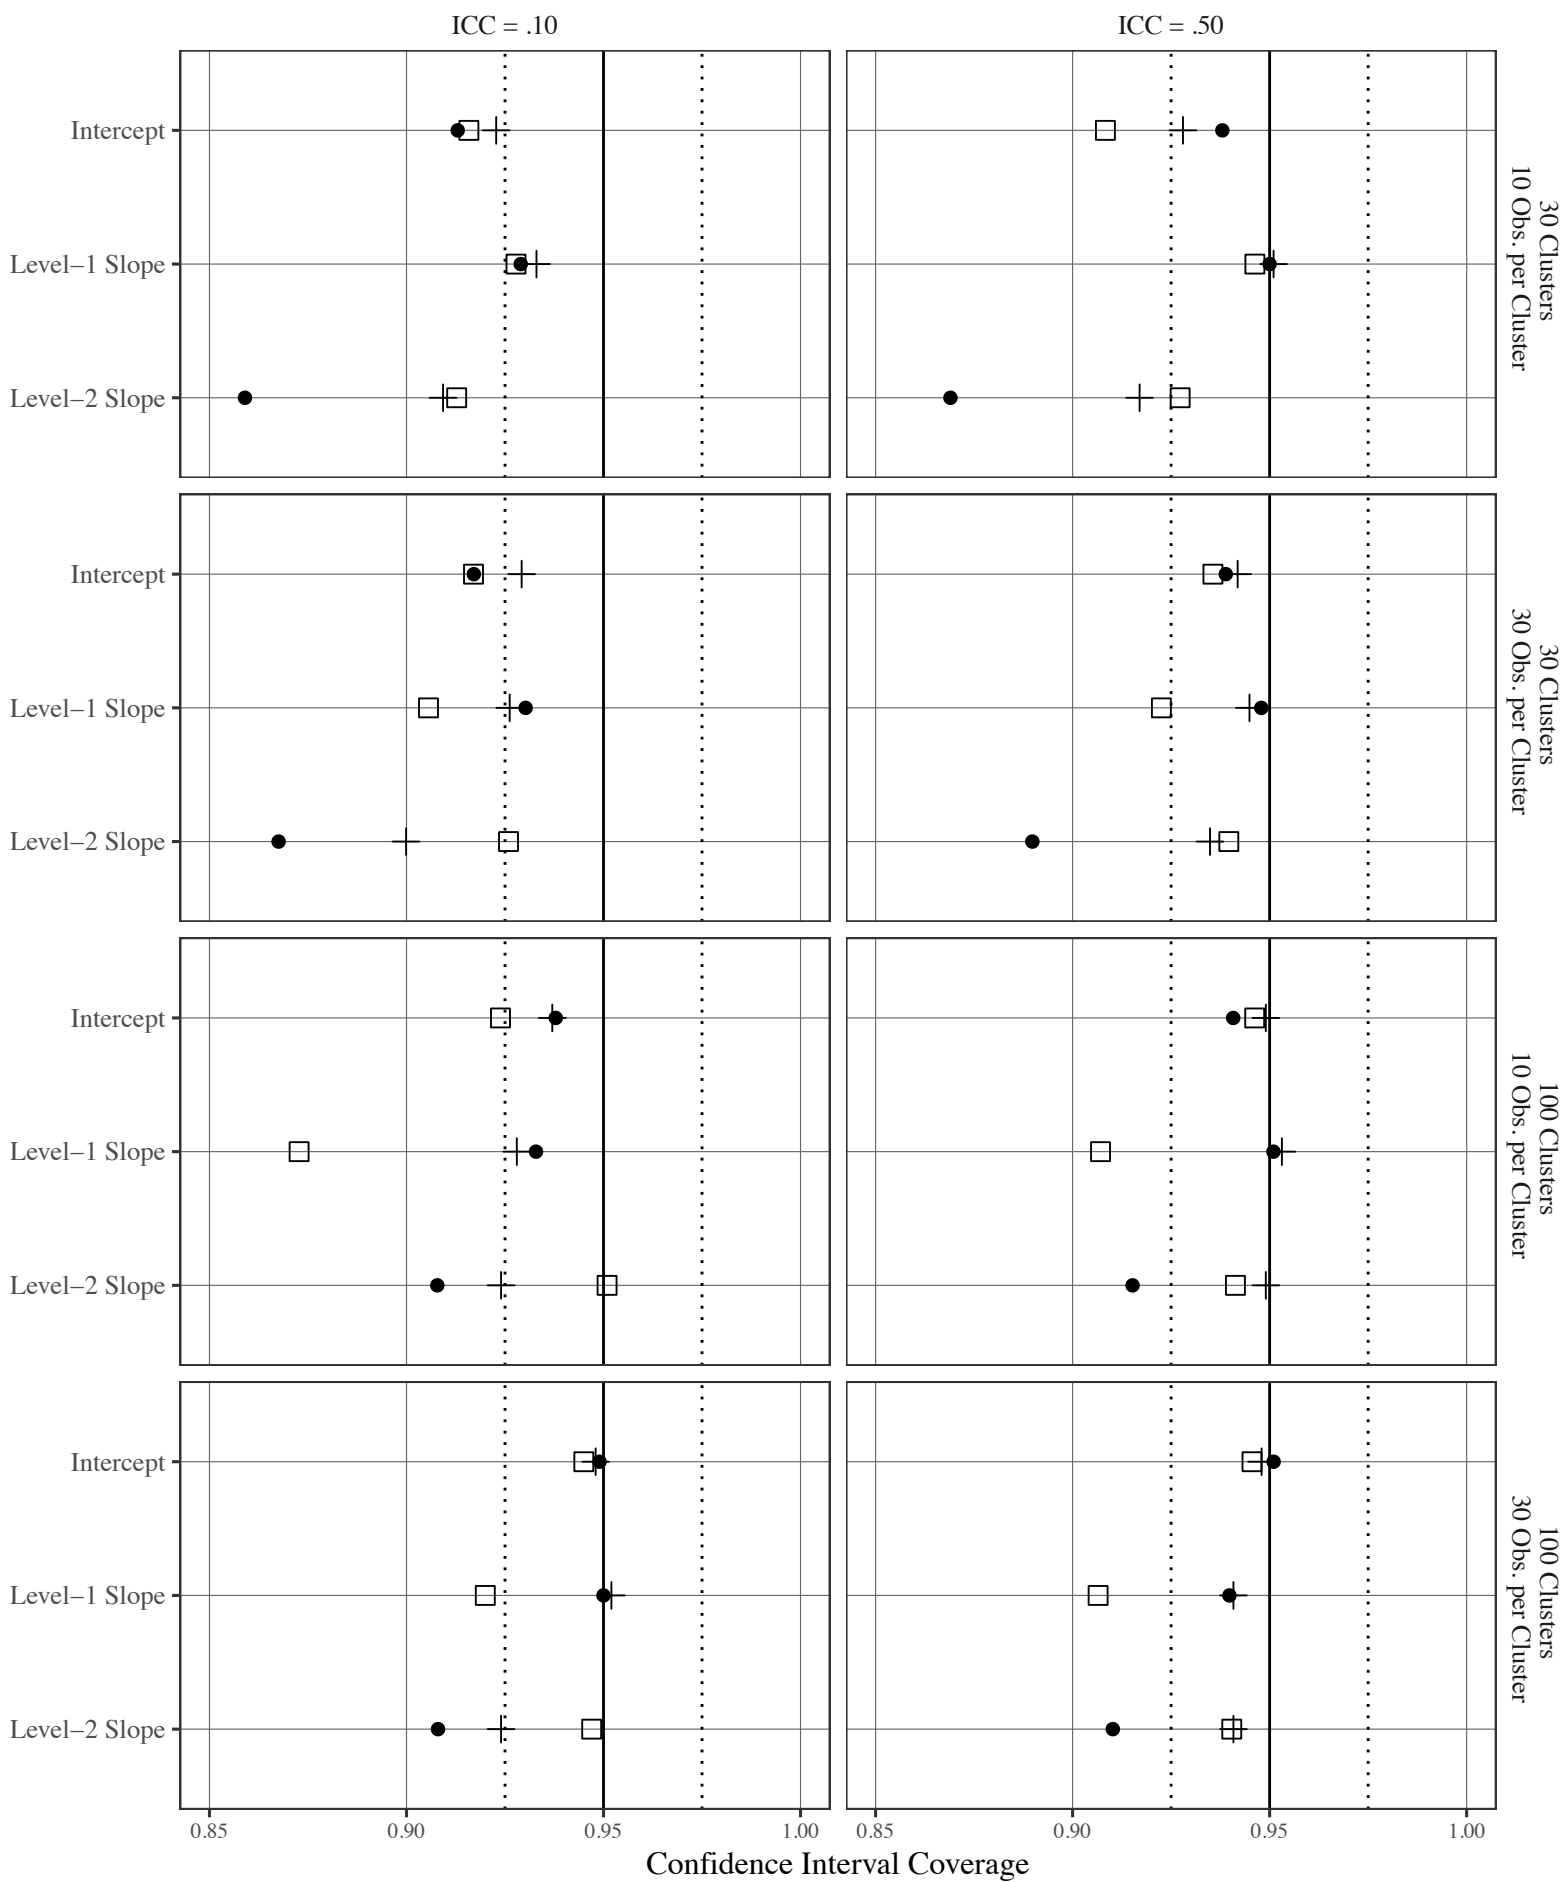 ICC = .10
ICC = .50
Intercept
Level−1 Slope
Level−2 Slope
30 Clusters
10 Obs. per Cluster
Intercept
Level−1 Slope
Level−2 Slope
30 Clusters
30 Obs. per Cluster
Intercept
Level−1 Slope
Level−2 Slope
100 Clusters
10 Obs. per Cluster
Intercept
Level−1 Slope
Level−2 Slope
100 Clusters
30 Obs. per Cluster
0.85 0.90 0.95 1.00 0.85 0.90 0.95 1.00
Confidence Interval Coverage